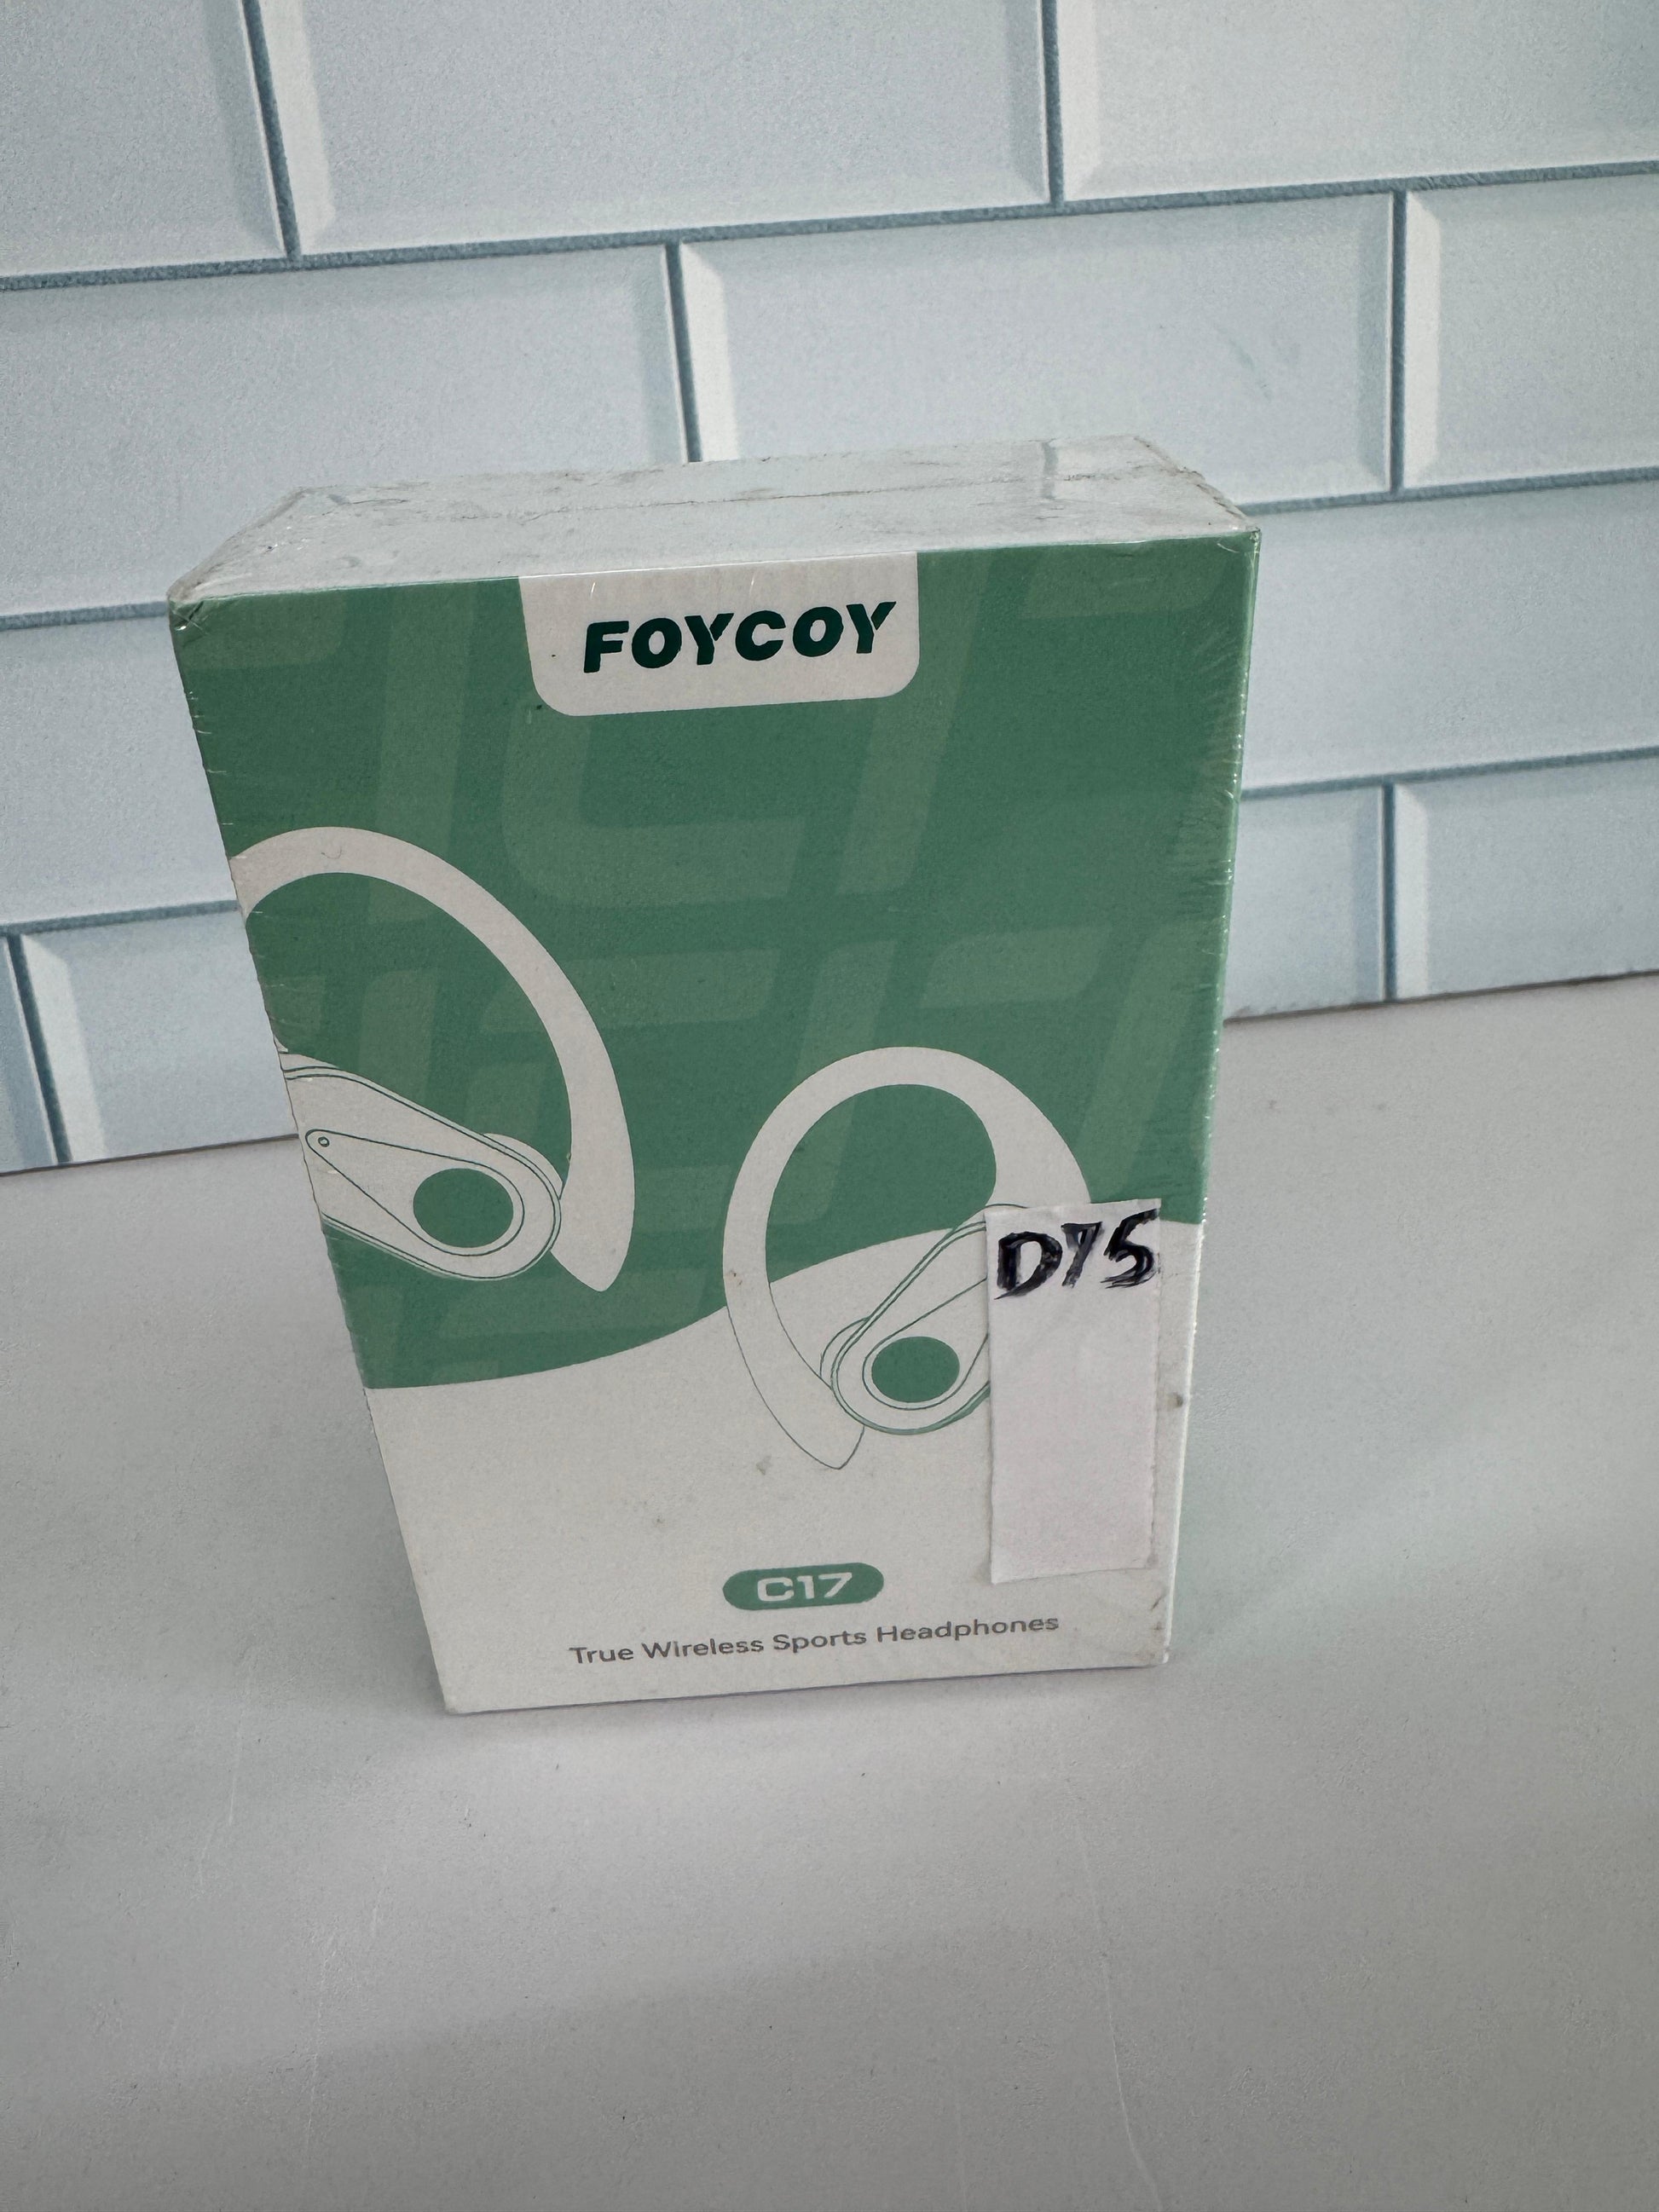 FOYCOY
D75
C17
True Wireless Sports Headphones